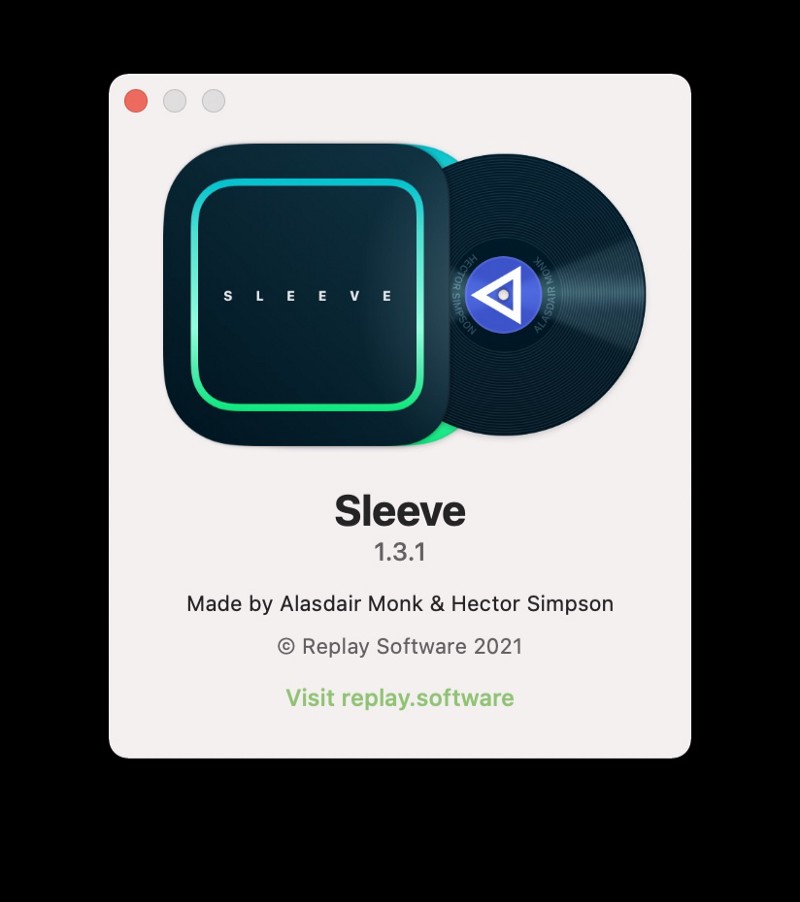 S L E E V E
HECTOR SIMPSON
ALASDAIR MONK
Sleeve
1.3.1
Made by Alasdair Monk & Hector Simpson
© Replay Software 2021
Visit replay.software